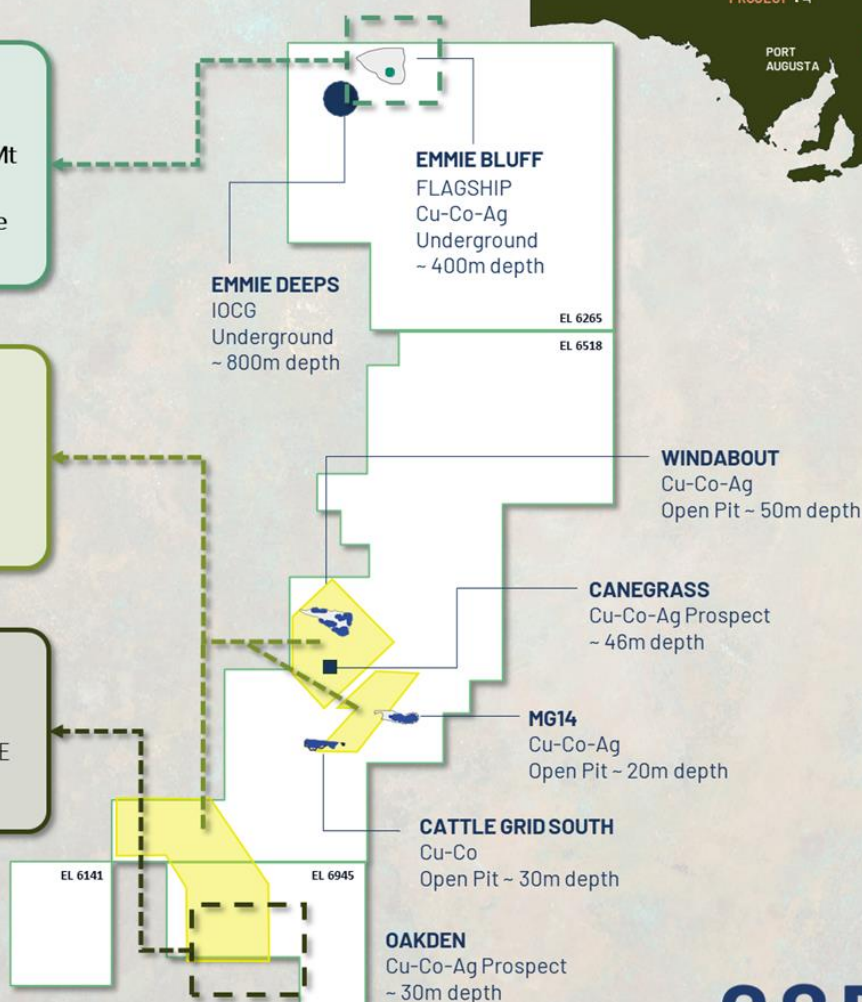 PROJECT
PORT
AUGUSTA
Mt
e
EMMIE BLUFF
FLAGSHIP
Cu-Co-Ag
Underground
~ 400m depth
EMMIE DEEPS
IOCG
Underground
~ 800m depth
EL 6265
EL 6518
WINDABOUT
Cu-Co-Ag
Open Pit ~ 50m depth
CANEGRASS
Cu-Co-Ag Prospect
~ 46m depth
MG14
Cu-Co-Ag
Open Pit ~ 20m depth
E
CATTLE GRID SOUTH
Cu-Co
Open Pit ~ 30m depth
EL 6141
EL 6945
OAKDEN
Cu-Co-Ag Prospect
~ 30m depth